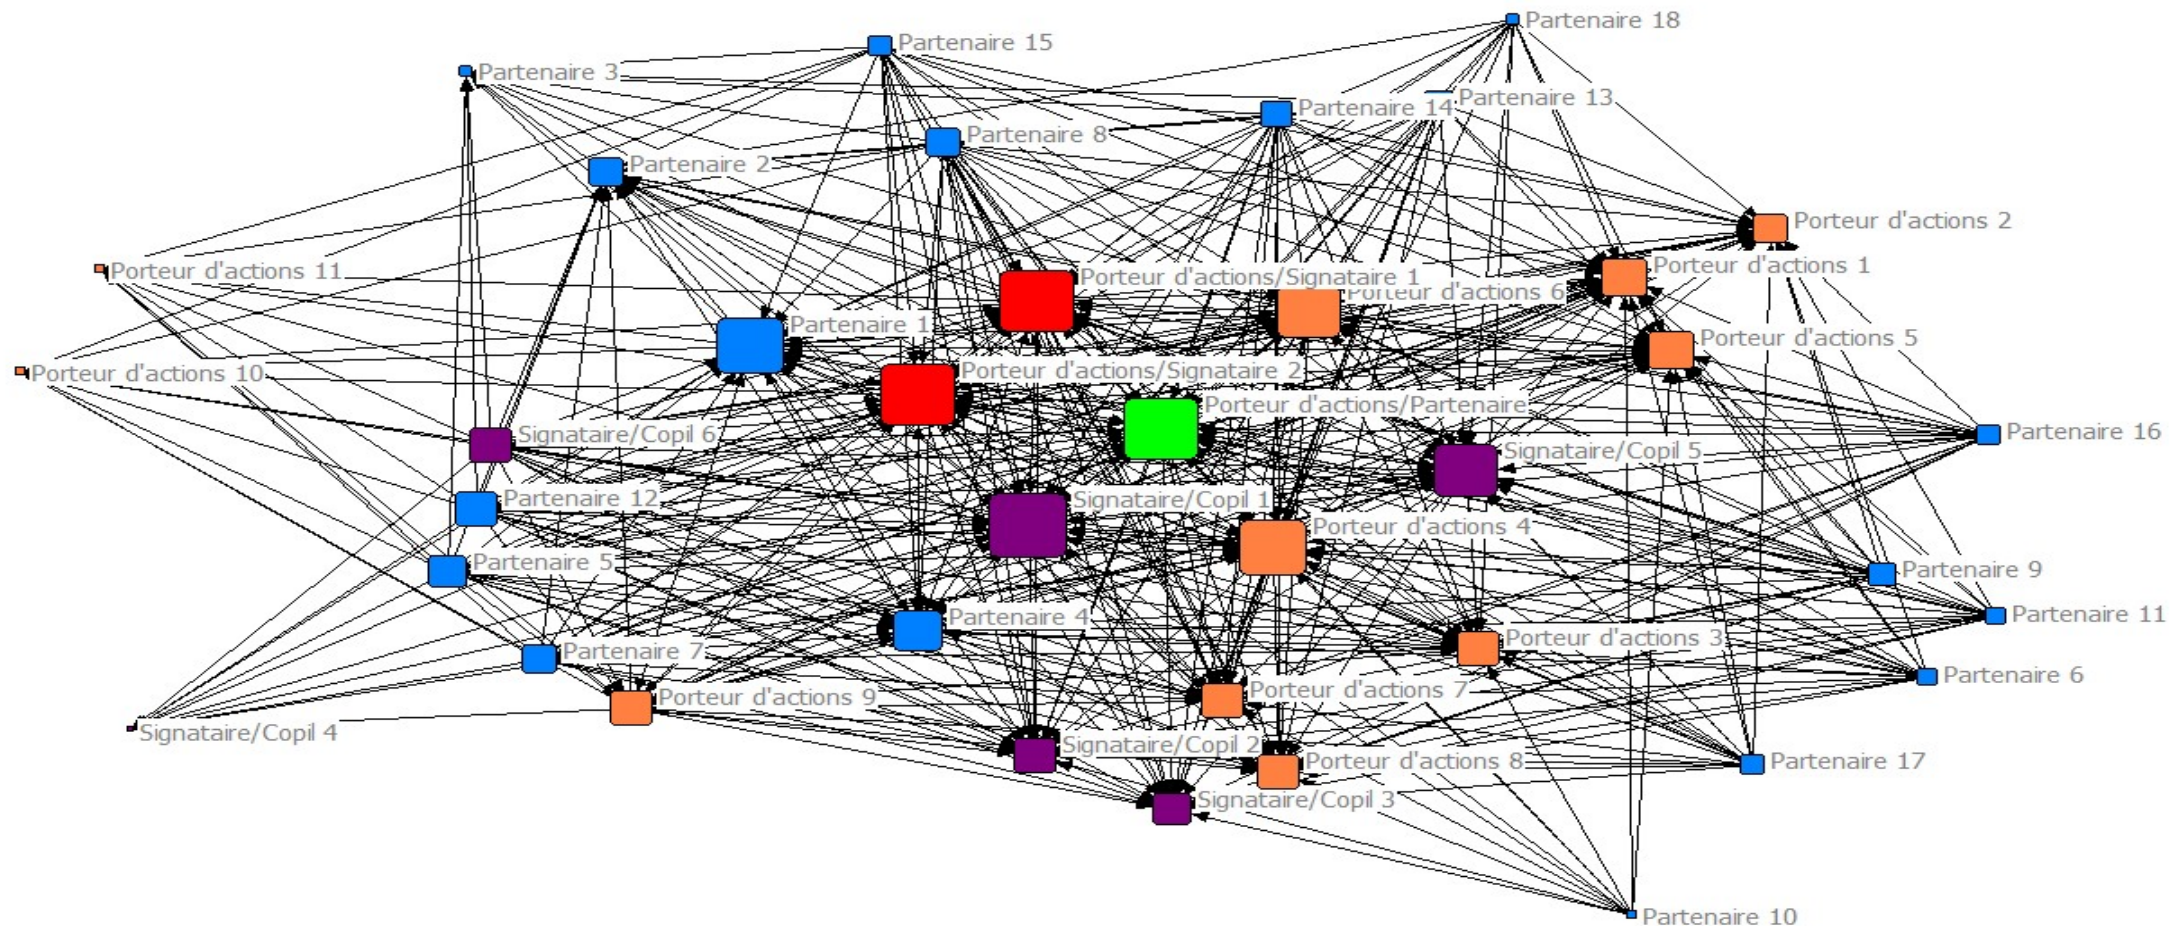 Partenaire 18
Partenaire 15
Partenaire 3
Partenaire 13
Partenaire 14
Partenaire 8
Partenaire 2
Porteur d'actions 2
Porteur d'actions 1
Porteur d'actions 11
Porteur d'actions/Signataire 1
Porteur d'actions 6
Partenaire 1
Porteur d'actions 5
Porteur d'actions/Signataire 2
Porteur d'actions 10
Porteur d'actions/Partenaire
Signataire/Copil 6
Partenaire 16
Signataire/Copil 5
Partenaire 12
Signataire/Copil 1
Porteur d'actions 4
Partenaire 5
Partenaire 9
Partenaire 4
Partenaire 11
Porteur d'actions 3
Partenaire 7
Partenaire 6
Porteur d'actions 7
Porteur d'actions 9
Signataire/Copil 4
Signataire/Copil 2
Porteur d'actions 8
Partenaire 17
Signataire/Copil 3
Partenaire 10